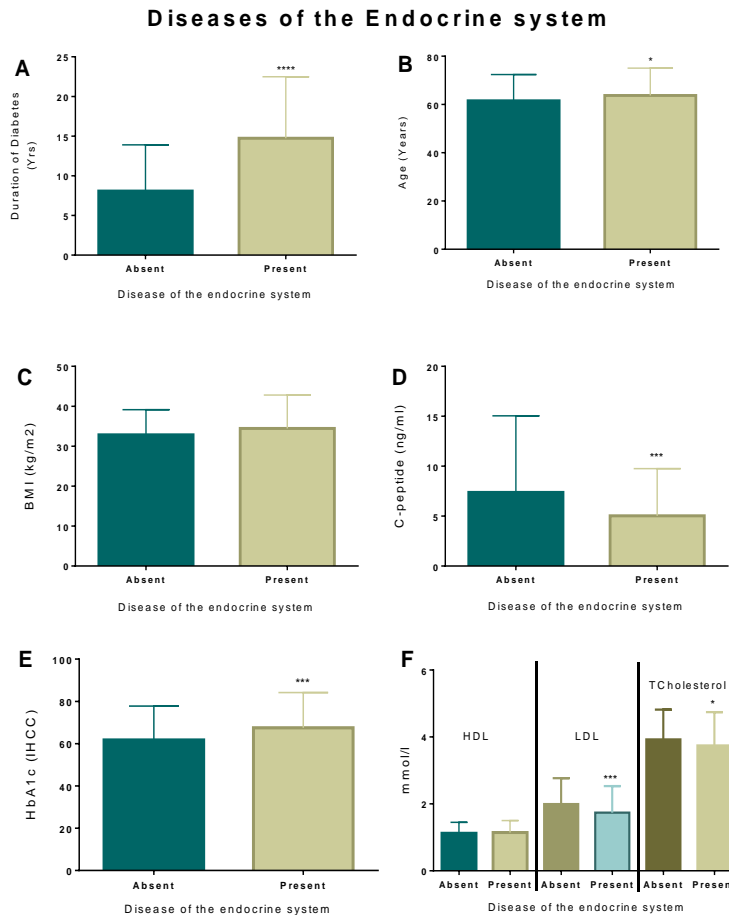 Diseases of the Endocrine system
A
Duration of Diabetes
(Yrs)
25
20
15
10
5
0
****
Absent
Present
Disease of the endocrine system
B
Age (Years)
80
60
40
20
0
*
Absent
Present
Disease of the endocrine system
C
BMI (kg/m2)
50
40
30
20
10
0
Absent
Present
Disease of the endocrine system
D
C-peptide (ng/ml)
20
15
10
5
0
***
Absent
Present
Disease of the endocrine system
E
HbA1c (IHCC)
100
80
60
40
20
0
***
Absent
Present
Disease of the endocrine system
F
mmol/l
6
4
2
0
HDL
LDL
TCholesterol
***
*
Absent Present Absent Present Absent Present
Disease of the endocrine system